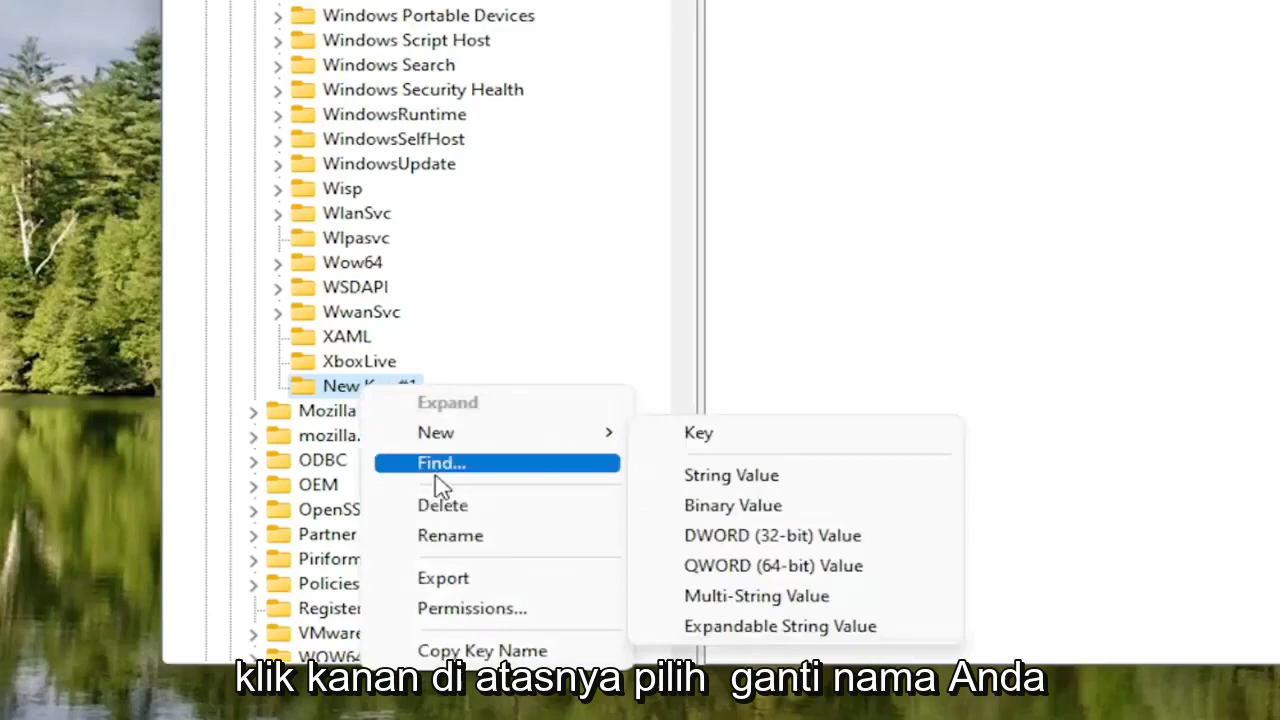 Windows Portable Devices
Windows Script Host
Windows Search
Windows Security Health
WindowsRuntime
WindowsSelfHost
WindowsUpdate
Wisp
WlanSvc
Wlpasvc
Wow64
WSDAPI
WwanSvc
XAML
XboxLive
New Key #1
Mozilla
mozilla.
ODBC
OEM
OpenSS
Partner
Piriform
Policies
Register
VMware
WOW64
Expand
New
Find...
Delete
Rename
Export
Permissions...
Copy Key Name
Key
String Value
Binary Value
DWORD (32-bit) Value
QWORD (64-bit) Value
Multi-String Value
Expandable String Value
klik kanan di atasnya pilih ganti nama Anda